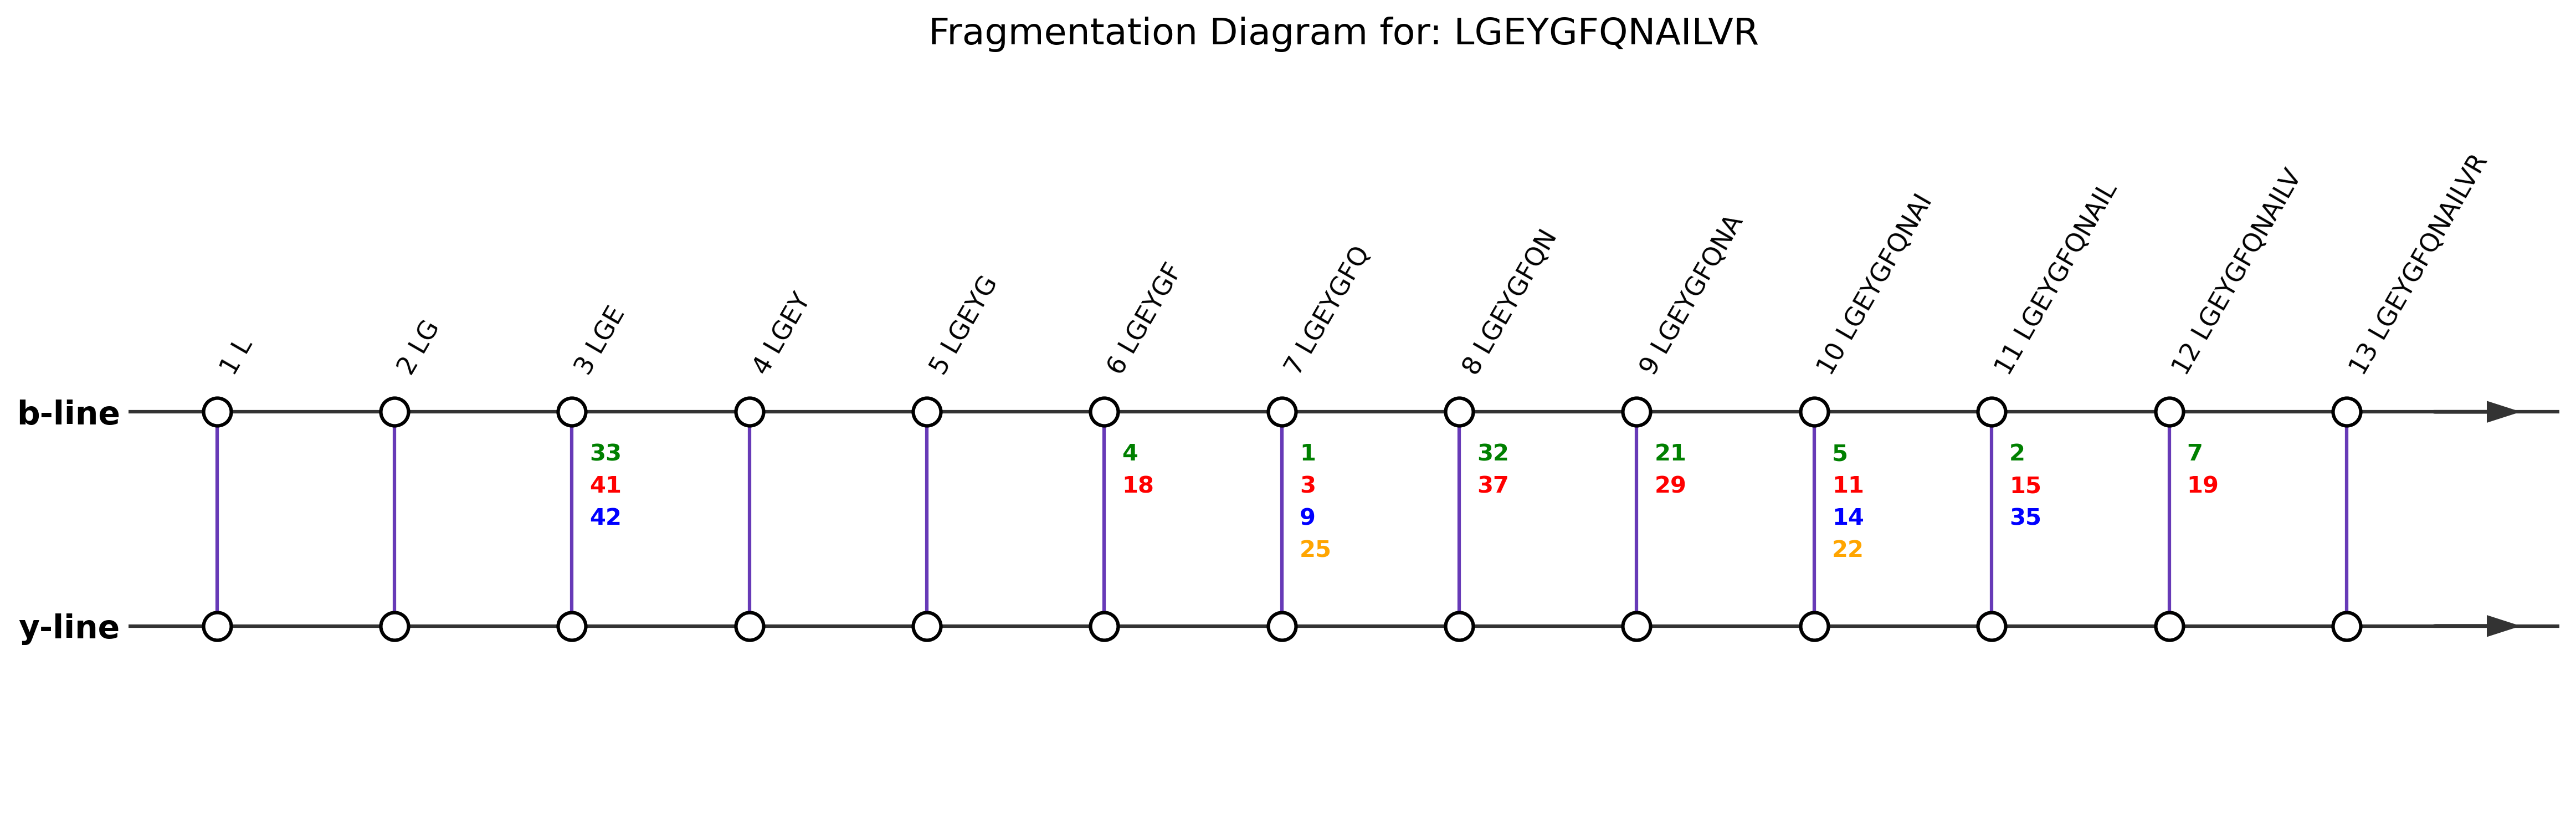 Fragmentation Diagram for: LGEYGFQNAILVR
1 L
2 LG
3 LGE
4 LGEY
5 LGEYG
6 LGEYGF
7 LGEYGFQ
8 LGEYGFQN
9 LGEYGFQNA
10 LGEYGFQNAI
11 LGEYGFQNAIL
12 LGEYGFQNAILV
13 LGEYGFQNAILVR
b-line
33
41
42
4
18
1
3
9
25
32
37
21
29
5
11
14
22
2
15
35
7
19
y-line